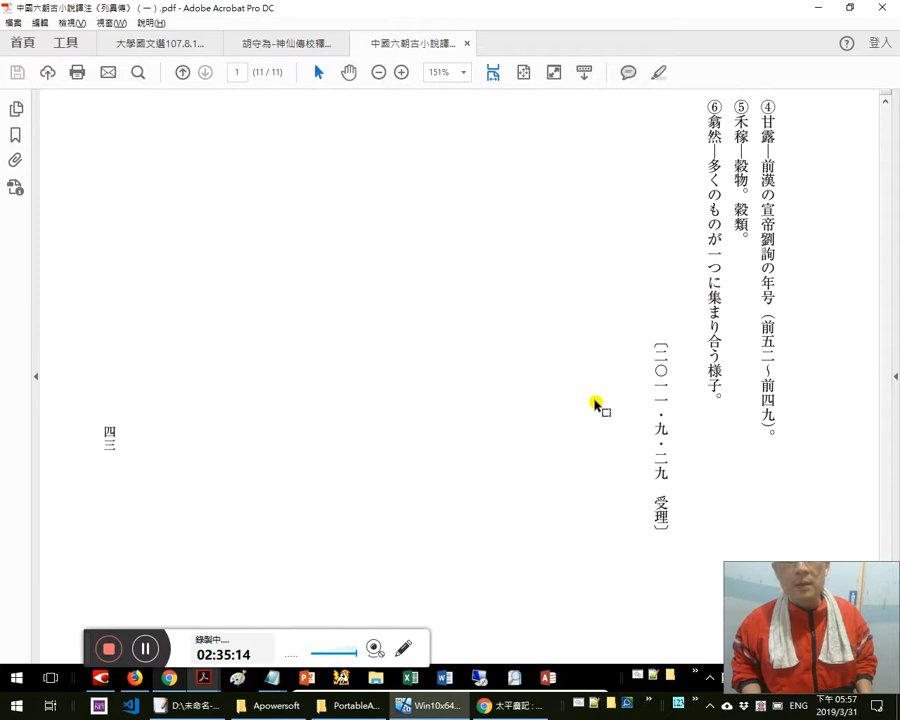 中國六朝古小說譯注《列異傳》（一）.pdf - Adobe Acrobat Pro DC
檔案 編輯 檢視(V) 視窗(W) 說明(H)
首頁 工具 大學國文選107.8.1... 胡守為-神仙傳校釋... 中國六朝古小說譯... × 登入
1 (11 / 11) 151%
④甘露―前漢の宣帝劉詢の年号（前五二～前四九）。
⑤禾稼―穀物。穀類。
⑥翕然―多くのものが一つに集まり合う様子。
〔二〇一一・九・二九 受理〕
四三
錄製中....
02:35:14
下午 05:57
ENG
2019/3/31
D:\未命名-...
Apowersoft
PortableA...
Win10x64...
太平廣記 : ...